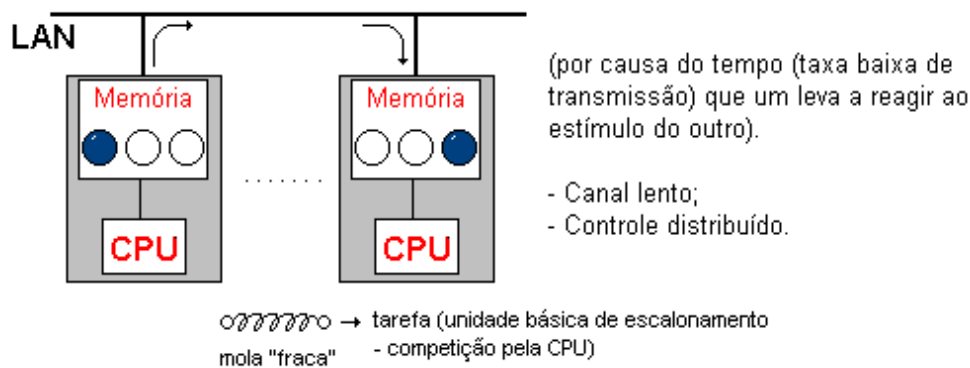 LAN
Memória
Memória
CPU
CPU
(por causa do tempo (taxa baixa de
transmissão) que um leva a reagir ao
estímulo do outro).
- Canal lento;
- Controle distribuído.
tarefa (unidade básica de escalonamento
- competição pela CPU)
mola "fraca"